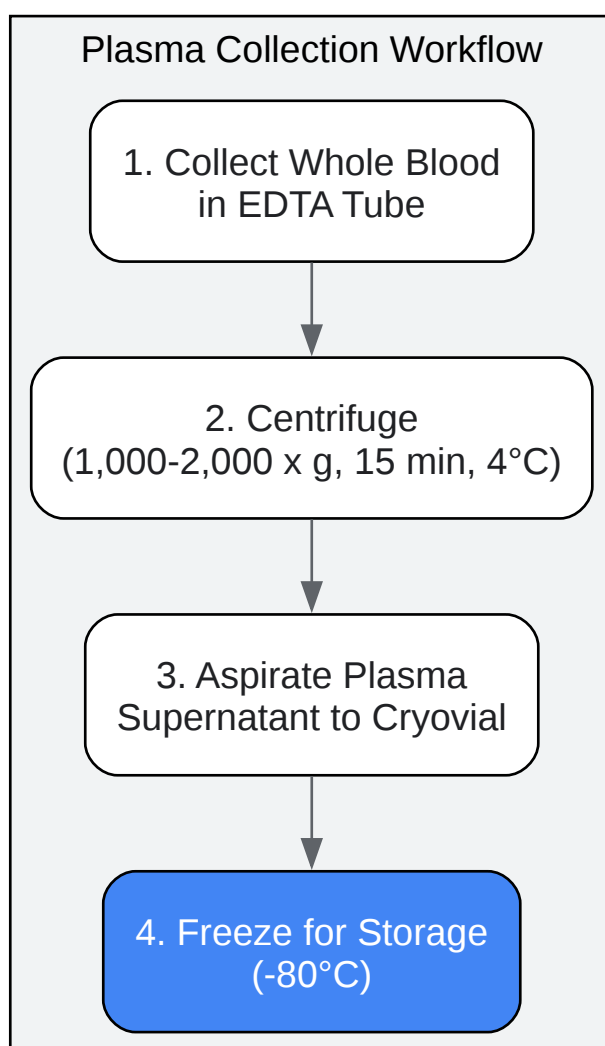 Plasma Collection Workflow
1. Collect Whole Blood
in EDTA Tube
2. Centrifuge
(1,000-2,000 x g, 15 min, 4°C)
3. Aspirate Plasma
Supernatant to Cryovial
4. Freeze for Storage
(-80°C)